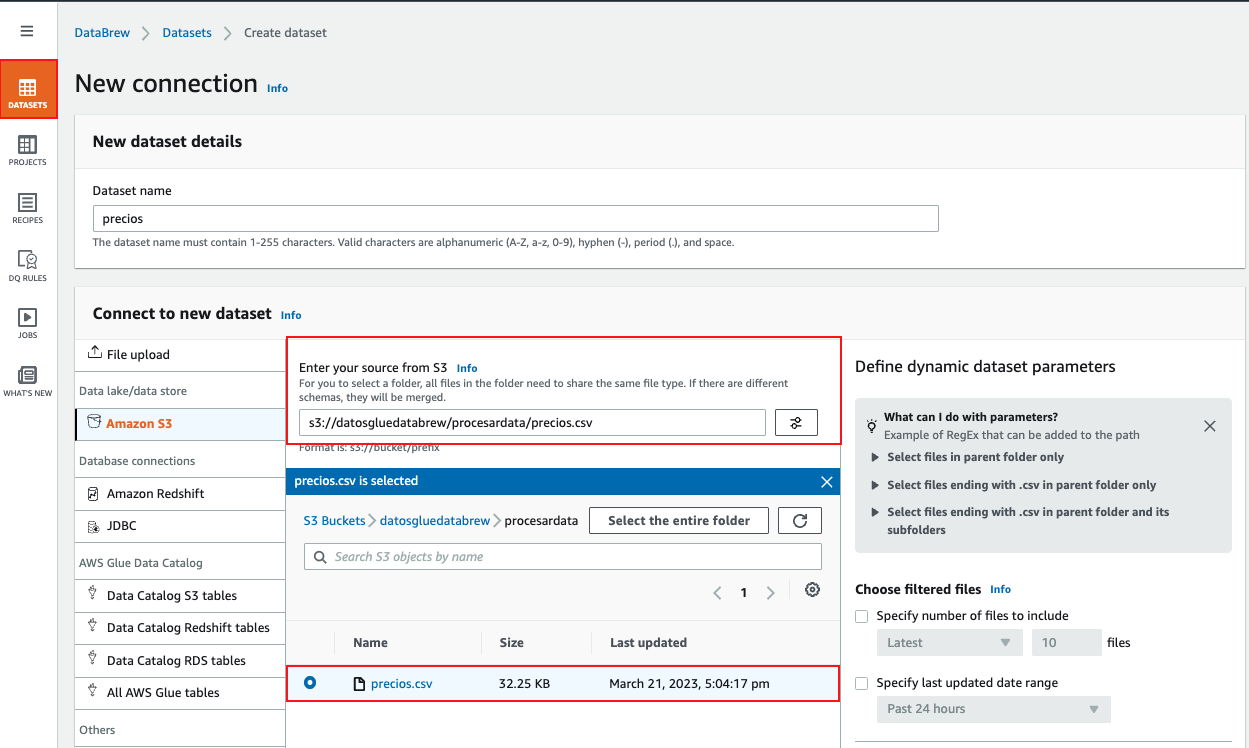 DataBrew > Datasets > Create dataset
New connection Info
DATASETS
PROJECTS
RECIPES
DQ RULES
JOBS
WHAT'S NEW
New dataset details
Dataset name
precios
The dataset name must contain 1-255 characters. Valid characters are alphanumeric (A-Z, a-z, 0-9), hyphen (-), period (.), and space.
Connect to new dataset Info
File upload
Data lake/data store
Amazon S3
Database connections
Amazon Redshift
JDBC
AWS Glue Data Catalog
Data Catalog S3 tables
Data Catalog Redshift tables
Data Catalog RDS tables
All AWS Glue tables
Others
Enter your source from S3 Info
For you to select a folder, all files in the folder need to share the same file type. If there are different
schemas, they will be merged.
s3://datosgluedatabrew/procesardata/precios.csv
Format is: s3://bucket/prefix
precios.csv is selected
S3 Buckets > datosgluedatabrew > procesardata
Select the entire folder
Search S3 objects by name
1
Name Size Last updated
precios.csv 32.25 KB March 21, 2023, 5:04:17 pm
Define dynamic dataset parameters
What can I do with parameters?
Example of RegEx that can be added to the path
Select files in parent folder only
Select files ending with .csv in parent folder only
Select files ending with .csv in parent folder and its
subfolders
Choose filtered files Info
Specify number of files to include
Latest 10 files
Specify last updated date range
Past 24 hours